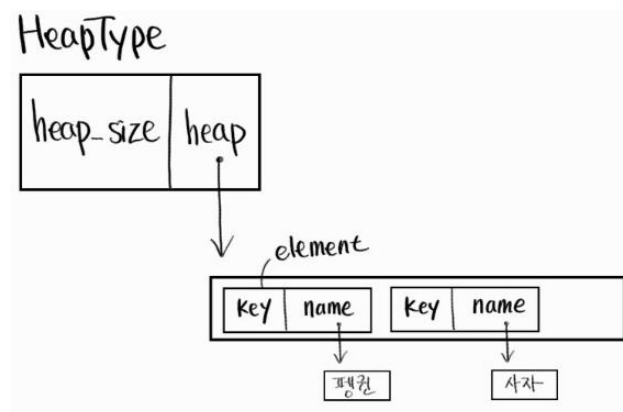 HeapType
heap_size heap
element
key name key name
펭귄 사자